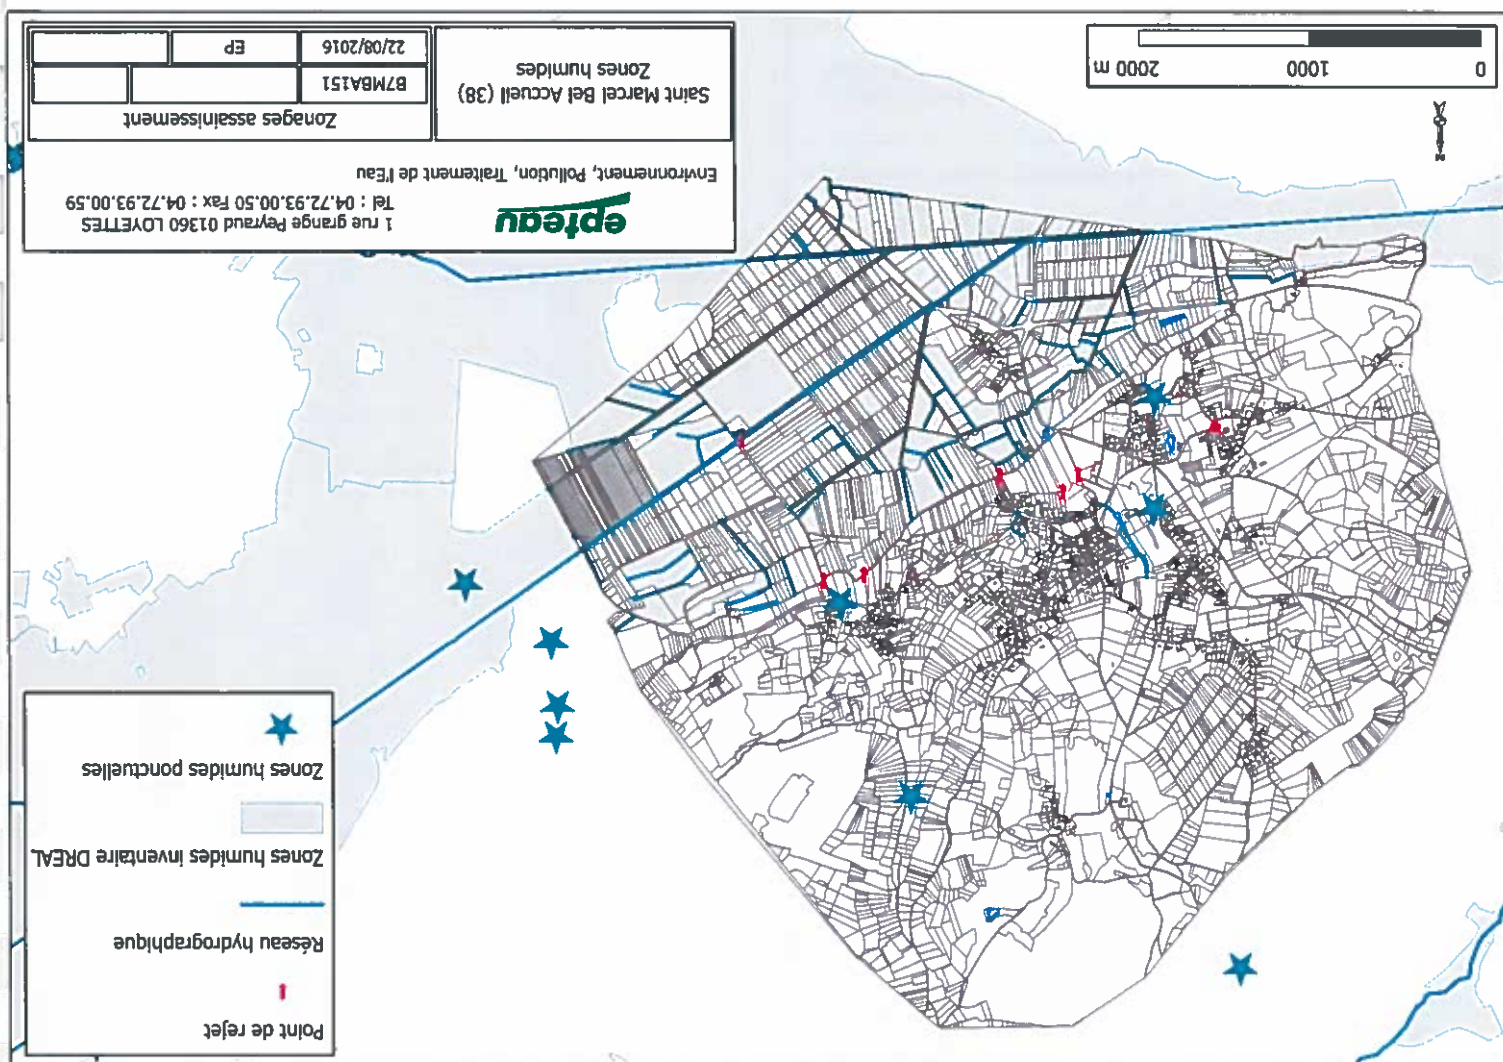 Point de rejet
Réseau hydrographique
Zones humides inventaire DREAL
Zones humides ponctuelles
epteau
1 rue grange Peyraud 01360 LOYETTES
Tel : 04.72.93.00.50 Fax : 04.72.93.00.59
Environnement, Pollution, Traitement de l'Eau
Saint Marcel Bel Accueil (38)
Zones humides
Zonages assainissement
B7MBA151
22/08/2016
EP
N
0
1000
2000 m